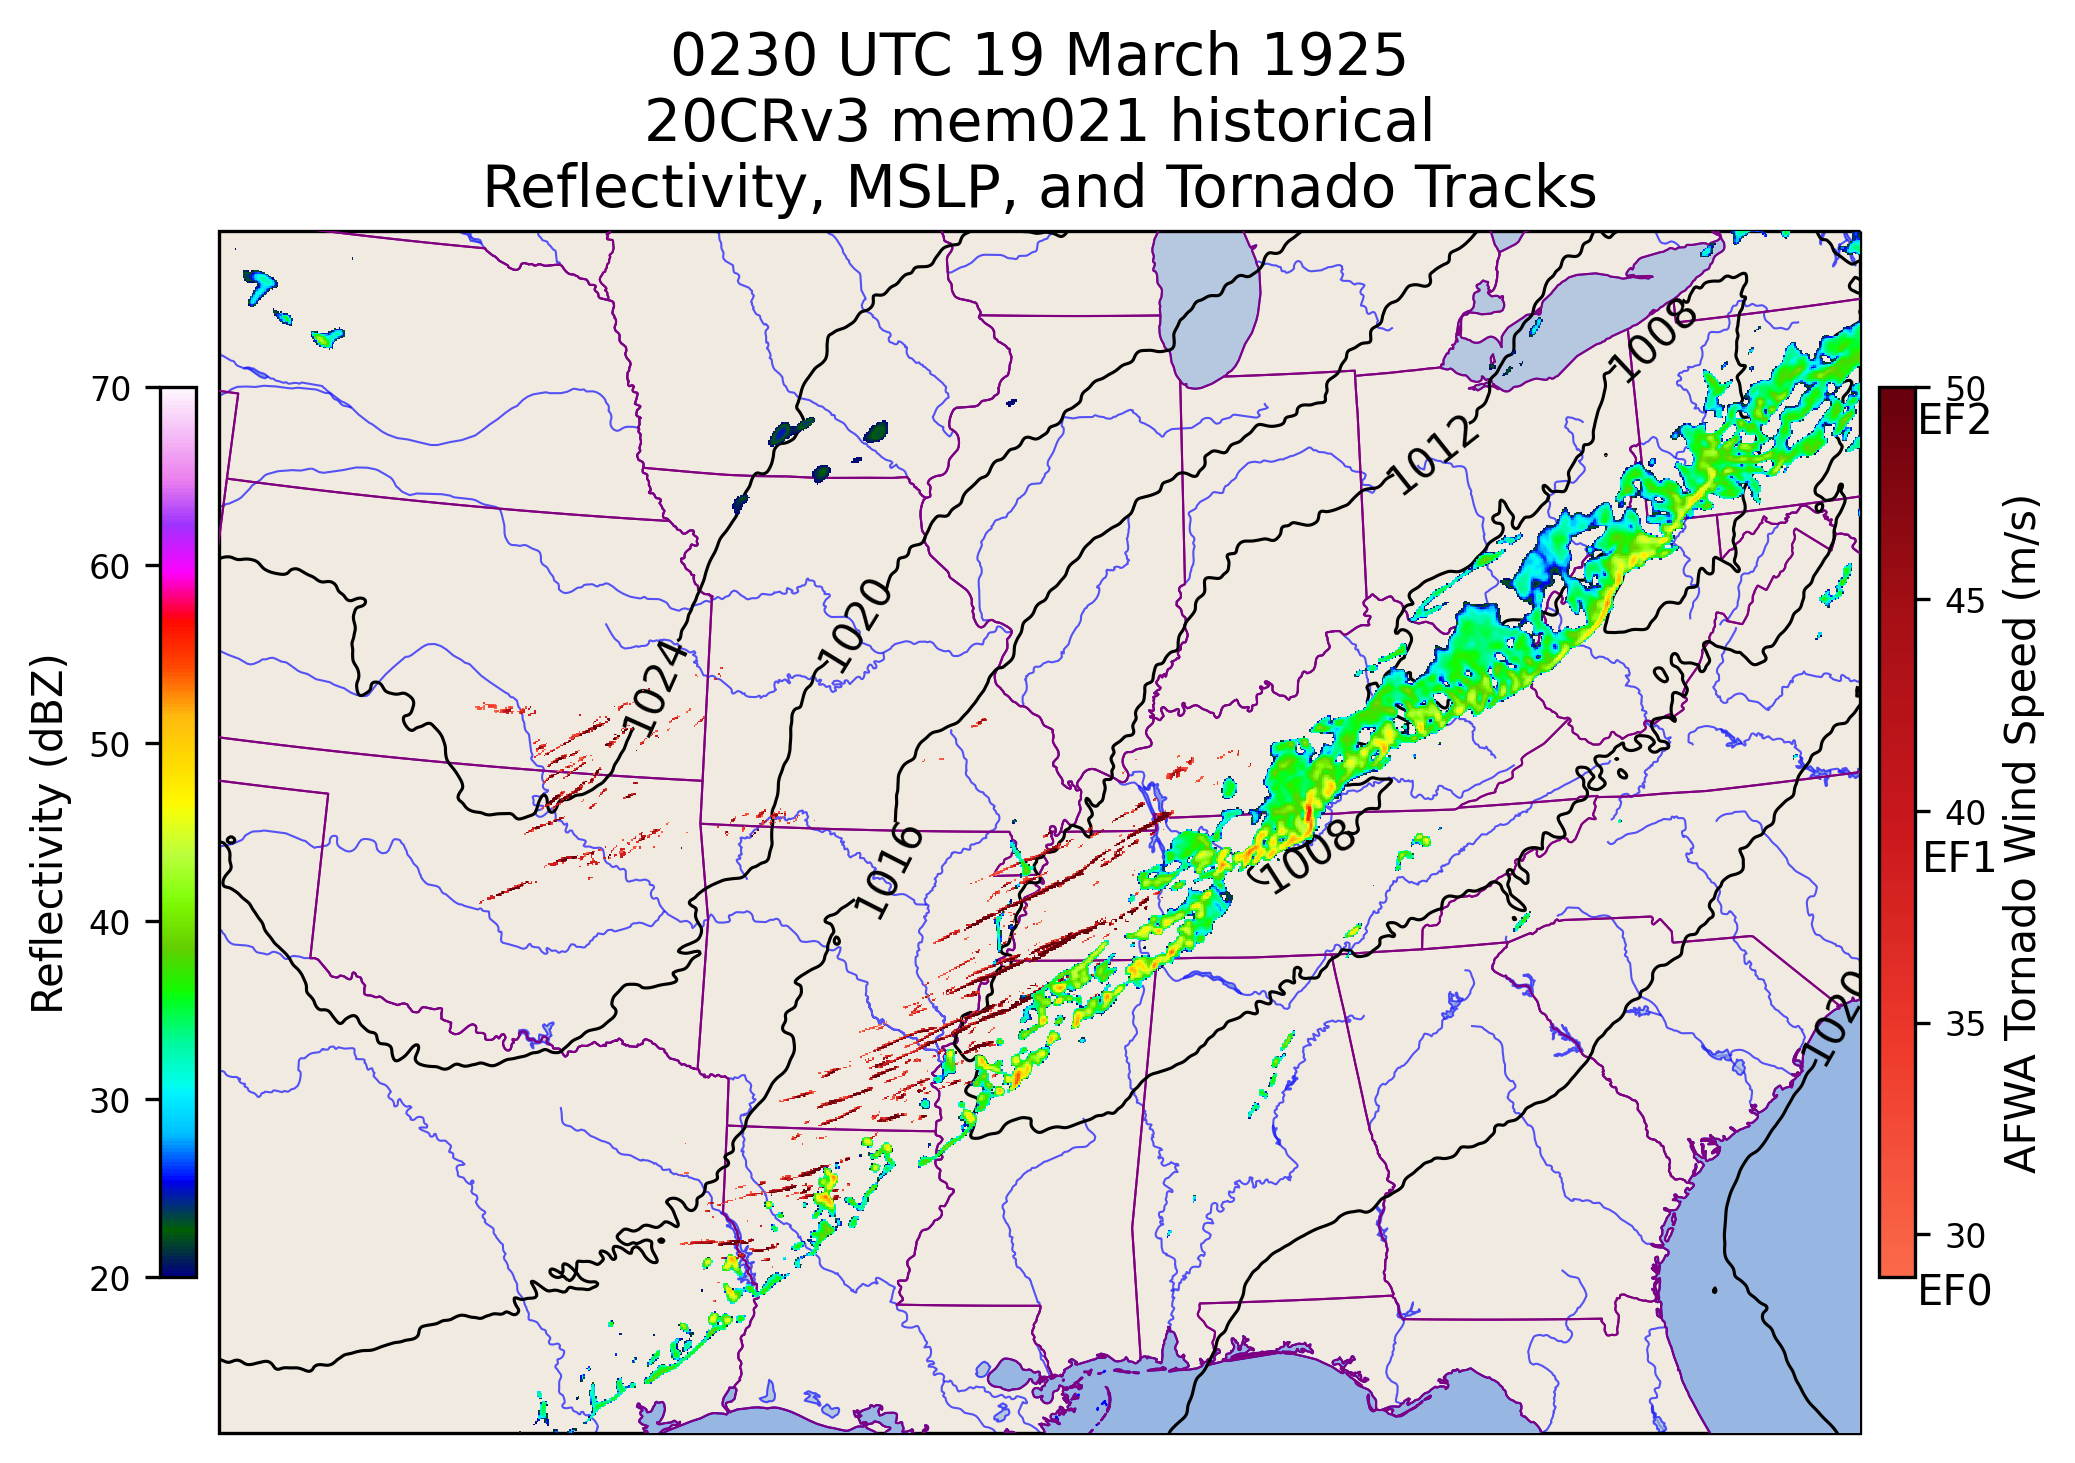 0230 UTC 19 March 1925
20CRv3 mem021 historical
Reflectivity, MSLP, and Tornado Tracks
70
60
50
40
30
20
Reflectivity (dBZ)
1008
1012
1020
1024
1016
1008
1020
50
EF2
45
40
EF1
35
30
EF0
AFWA Tornado Wind Speed (m/s)